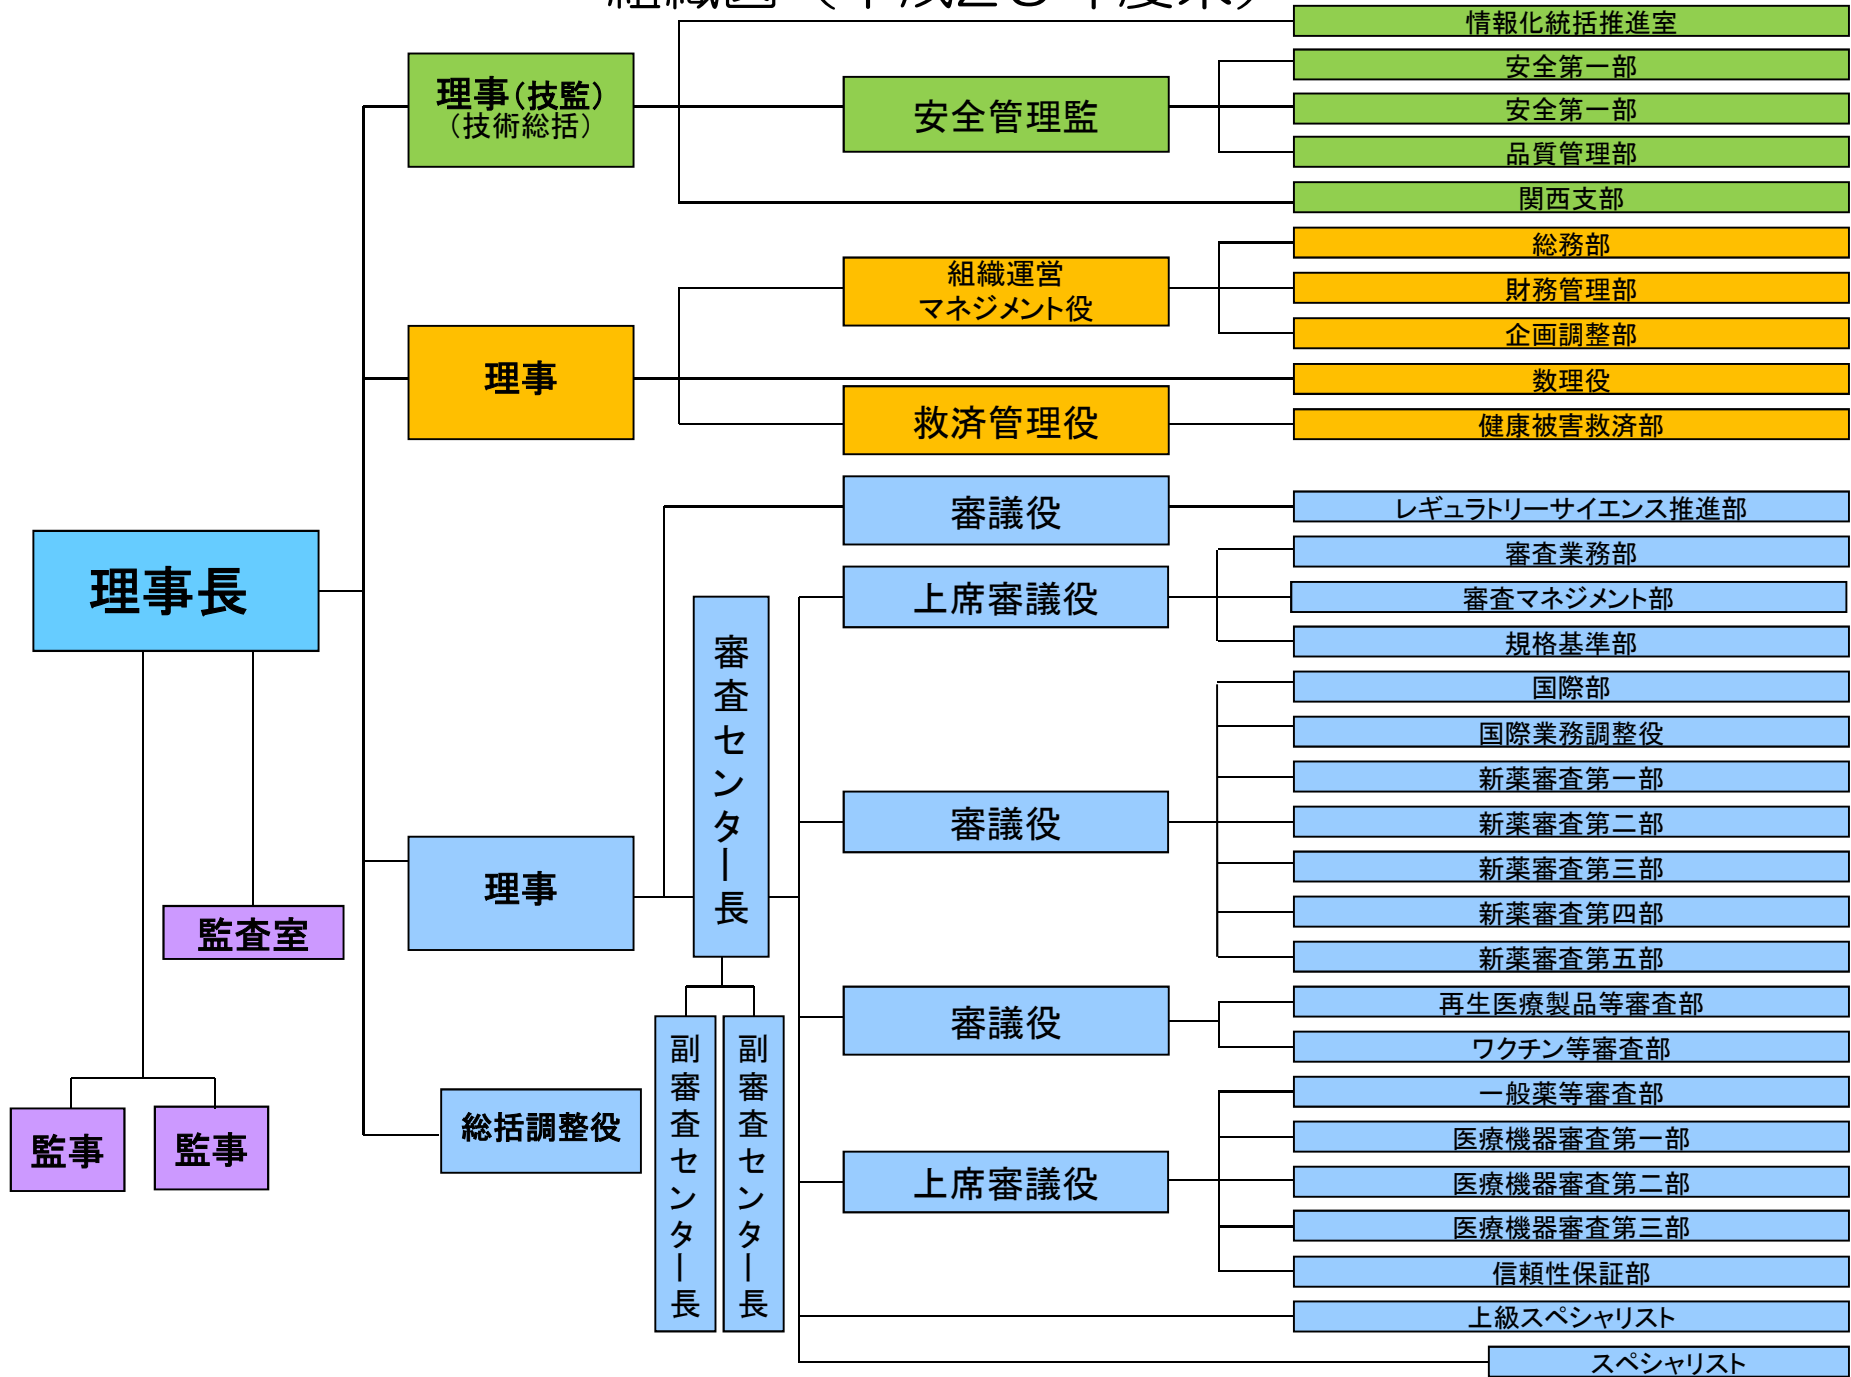 情報化統括推進室
理事(技監)
(技術総括)
安全管理監
安全第一部
安全第一部
品質管理部
関西支部
組織運営
マネジメント役
総務部
財務管理部
企画調整部
理事
数理役
救済管理役
健康被害救済部
審議役
レギュラトリーサイエンス推進部
理事長
上席審議役
審査業務部
審査マネジメント部
規格基準部
審査センター長
国際部
国際業務調整役
審議役
新薬審査第一部
新薬審査第二部
新薬審査第三部
新薬審査第四部
新薬審査第五部
理事
監査室
審議役
再生医療製品等審査部
ワクチン等審査部
副審査センター長
副審査センター長
総括調整役
監事
監事
上席審議役
一般薬等審査部
医療機器審査第一部
医療機器審査第二部
医療機器審査第三部
信頼性保証部
上級スペシャリスト
スペシャリスト